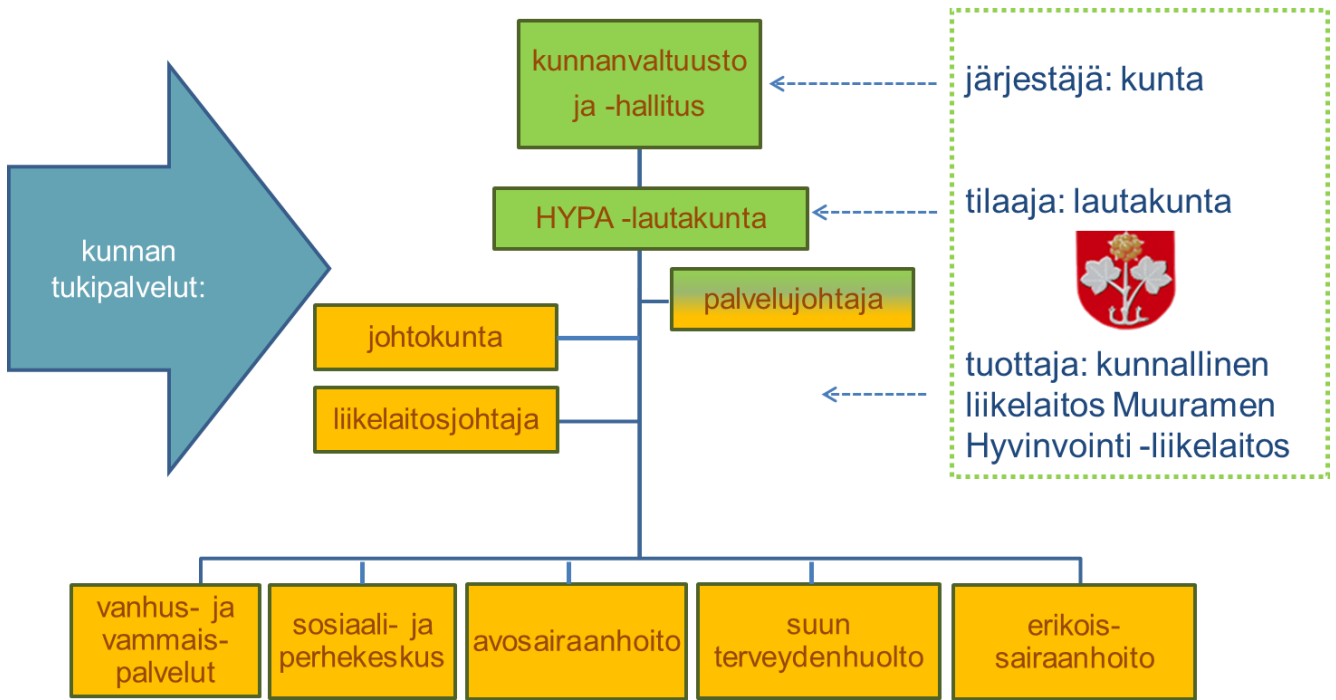 kunnanvaltuusto
ja -hallitus
järjestäjä: kunta
HYPA -lautakunta
tilaaja: lautakunta
kunnan
tukipalvelut:
palvelujohtaja
johtokunta
liikelaitosjohtaja
tuottaja: kunnallinen
liikelaitos Muuramen
Hyvinvointi -liikelaitos
vanhus- ja
vammais-
palvelut
sosiaali- ja
perhekeskus
avosairaanhoito
suun
terveydenhuolto
erikois-
sairaanhoito